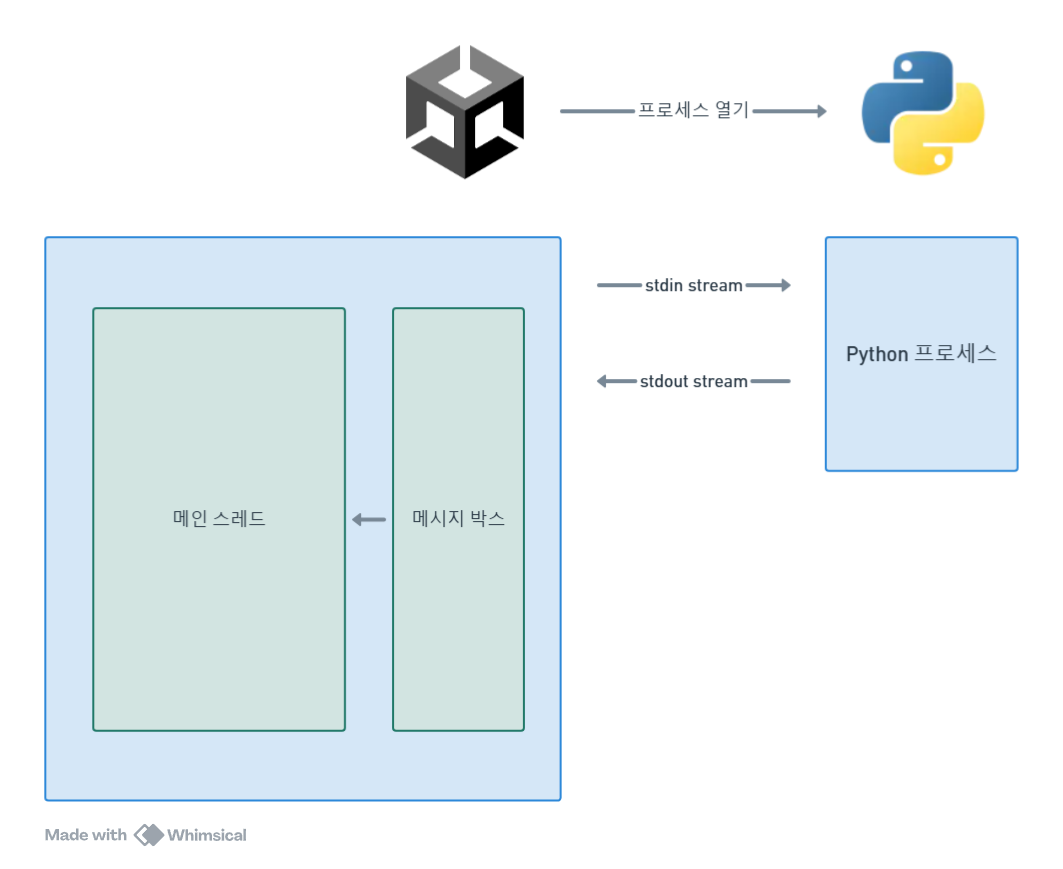 프로세스 열기
stdin stream
stdout stream
Python 프로세스
메인 스레드
메시지 박스
Made with Whimsical